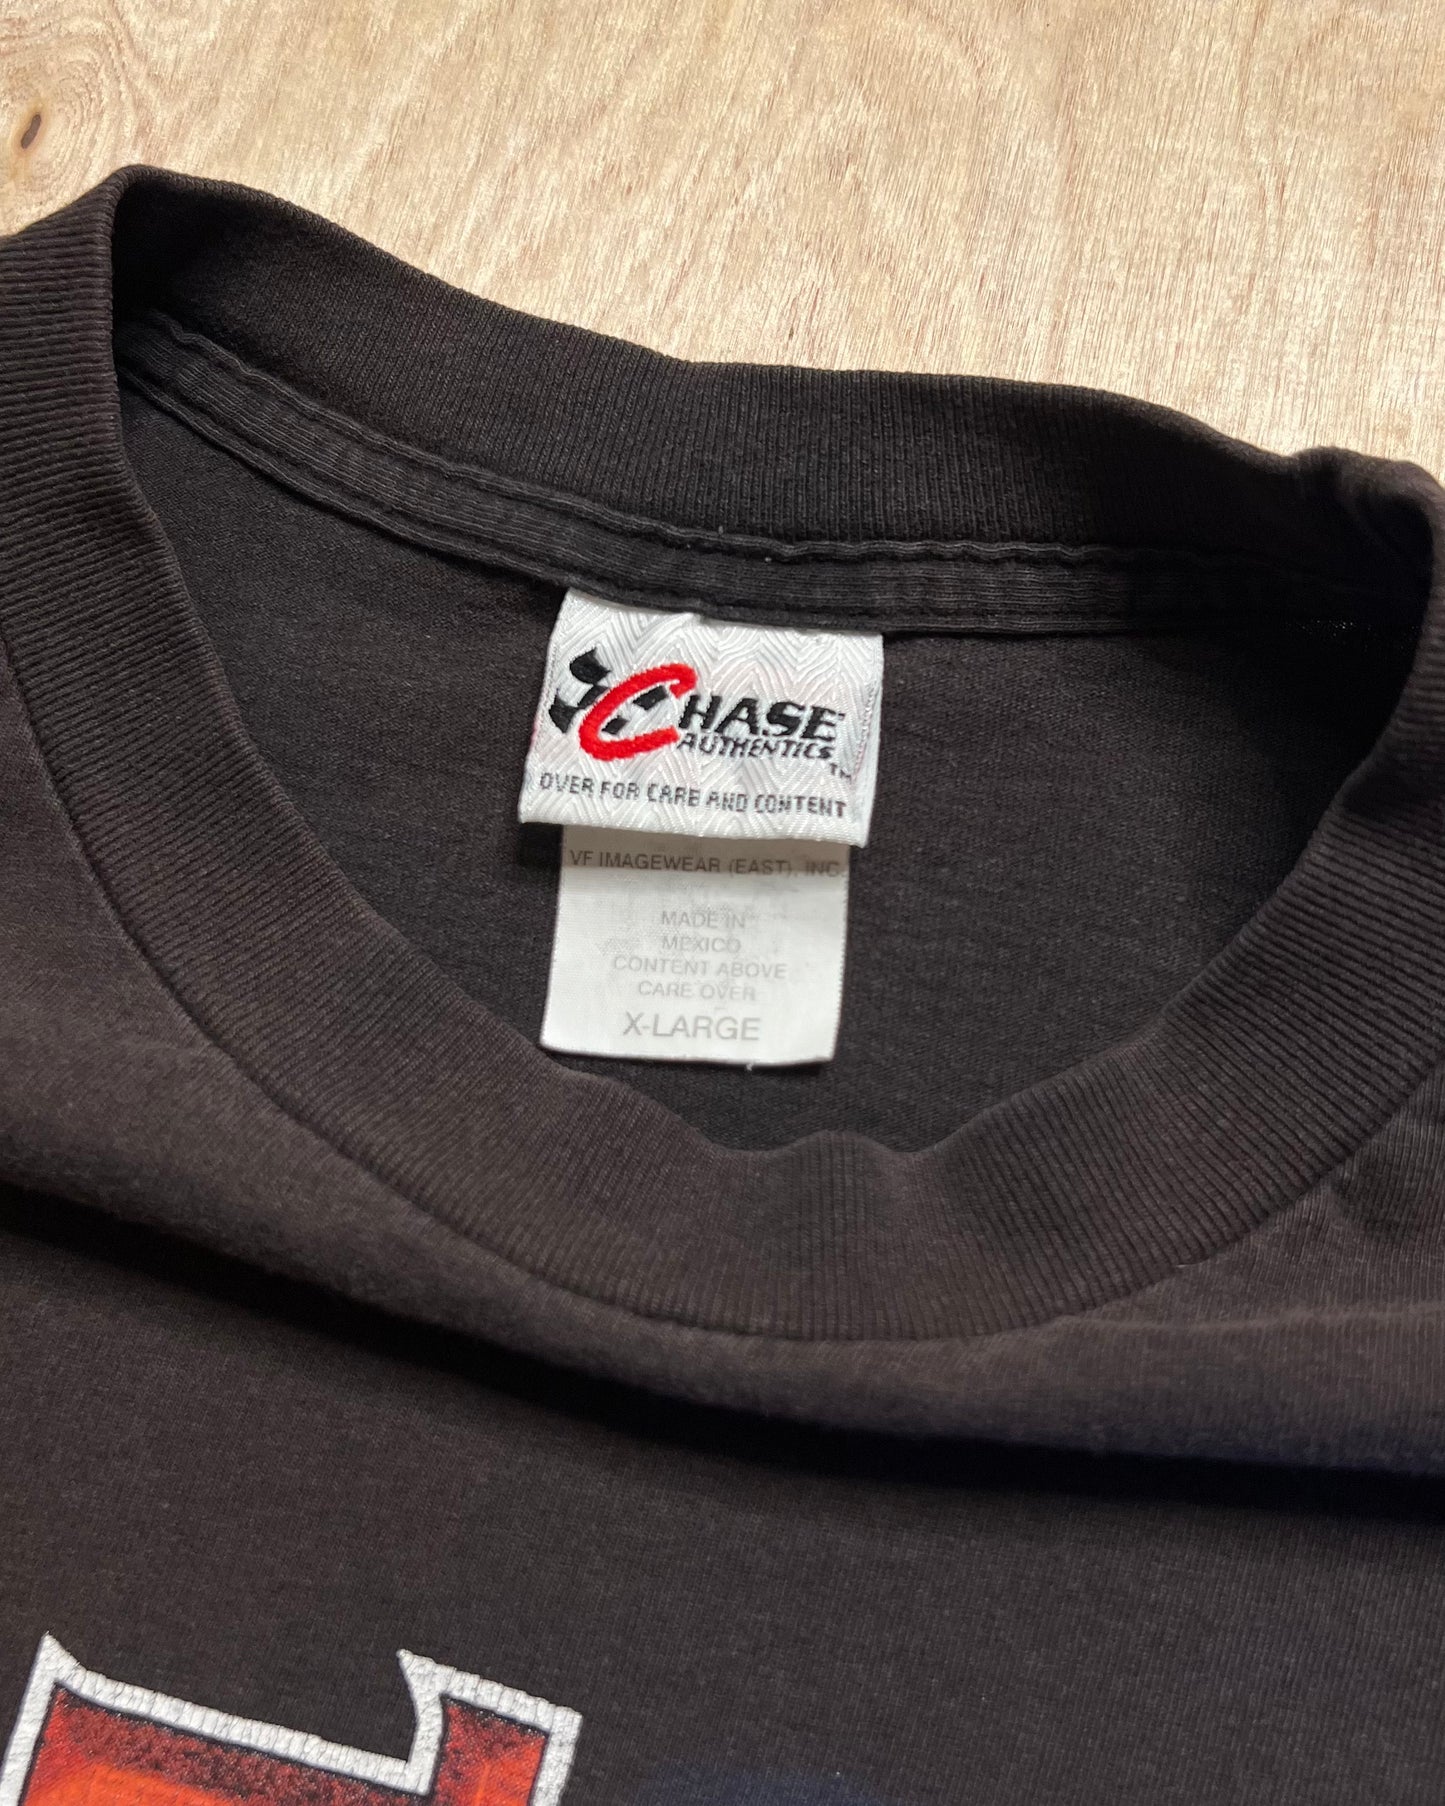 CHASE
AUTHENTICS
TM
OVER FOR CARE AND CONTENT
VF IMAGEWEAR (EAST), INC.
MADE IN
MEXICO
CONTENT ABOVE
CARE OVER
X-LARGE